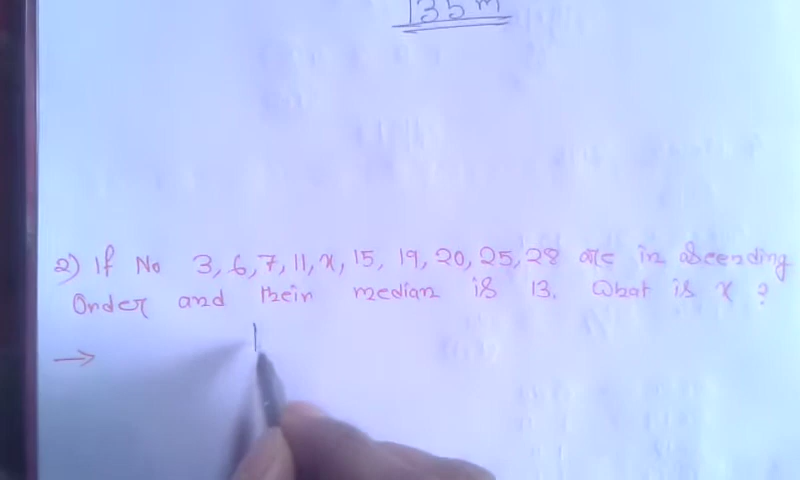 135 m
2) If No 3, 6, 7, 11, x, 15, 19, 20, 25, 28 are in ascending
Order and their median is 13. What is x ?
→